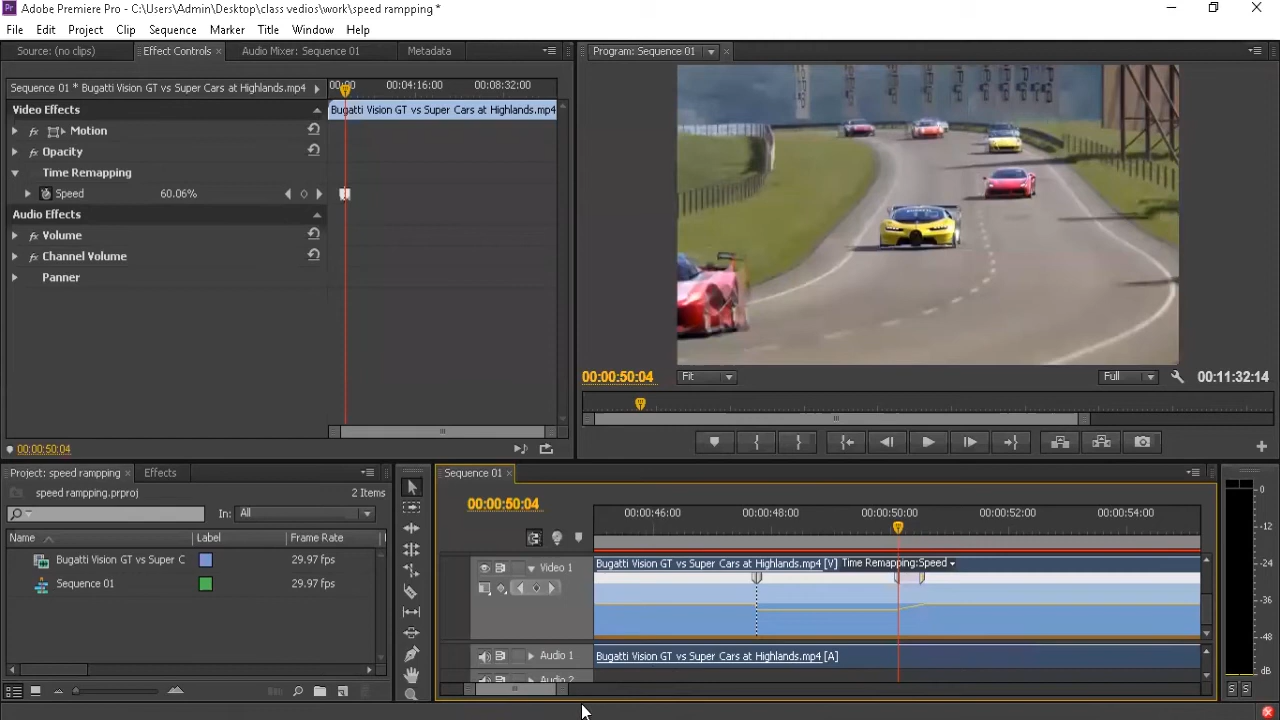 Adobe Premiere Pro - C:\Users\Admin\Desktop\class vedios\work\speed rampping *
File Edit Project Clip Sequence Marker Title Window Help
Source: (no clips) Effect Controls Audio Mixer: Sequence 01 Metadata
Program: Sequence 01
Sequence 01 * Bugatti Vision GT vs Super Cars at Highlands.mp4
00:00 00:04:16:00 00:08:32:00
Video Effects
Bugatti Vision GT vs Super Cars at Highlands.mp4
fx Motion
fx Opacity
Time Remapping
Speed 60.06%
Audio Effects
fx Volume
fx Channel Volume
Panner
00:00:50:04 Fit Full 00:11:32:14
00:00:50:04
Project: speed rampping Effects
speed rampping.prproj 2 Items
In: All
Name Label Frame Rate
Bugatti Vision GT vs Super C 29.97 fps
Sequence 01 29.97 fps
Sequence 01
00:00:50:04
00:00:46:00 00:00:48:00 00:00:50:00 00:00:52:00 00:00:54:00
Video 1 Bugatti Vision GT vs Super Cars at Highlands.mp4 [V] Time Remapping:Speed
Audio 1 Bugatti Vision GT vs Super Cars at Highlands.mp4 [A]
Audio 2
0
-12
-24
-36
-48
dB
S S